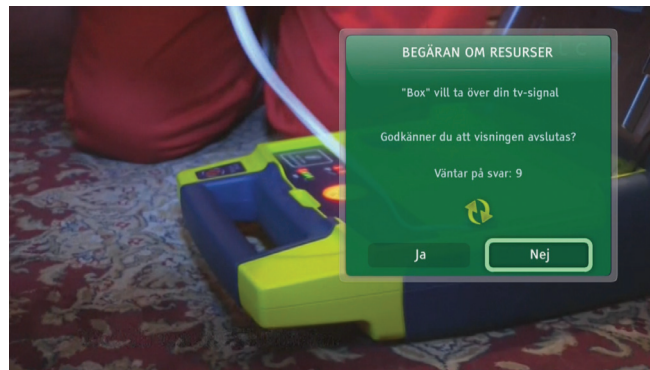 BEGÄRAN OM RESURSER
"Box" vill ta över din tv-signal
Godkänner du att visningen avslutas?
Väntar på svar: 9
Ja
Nej